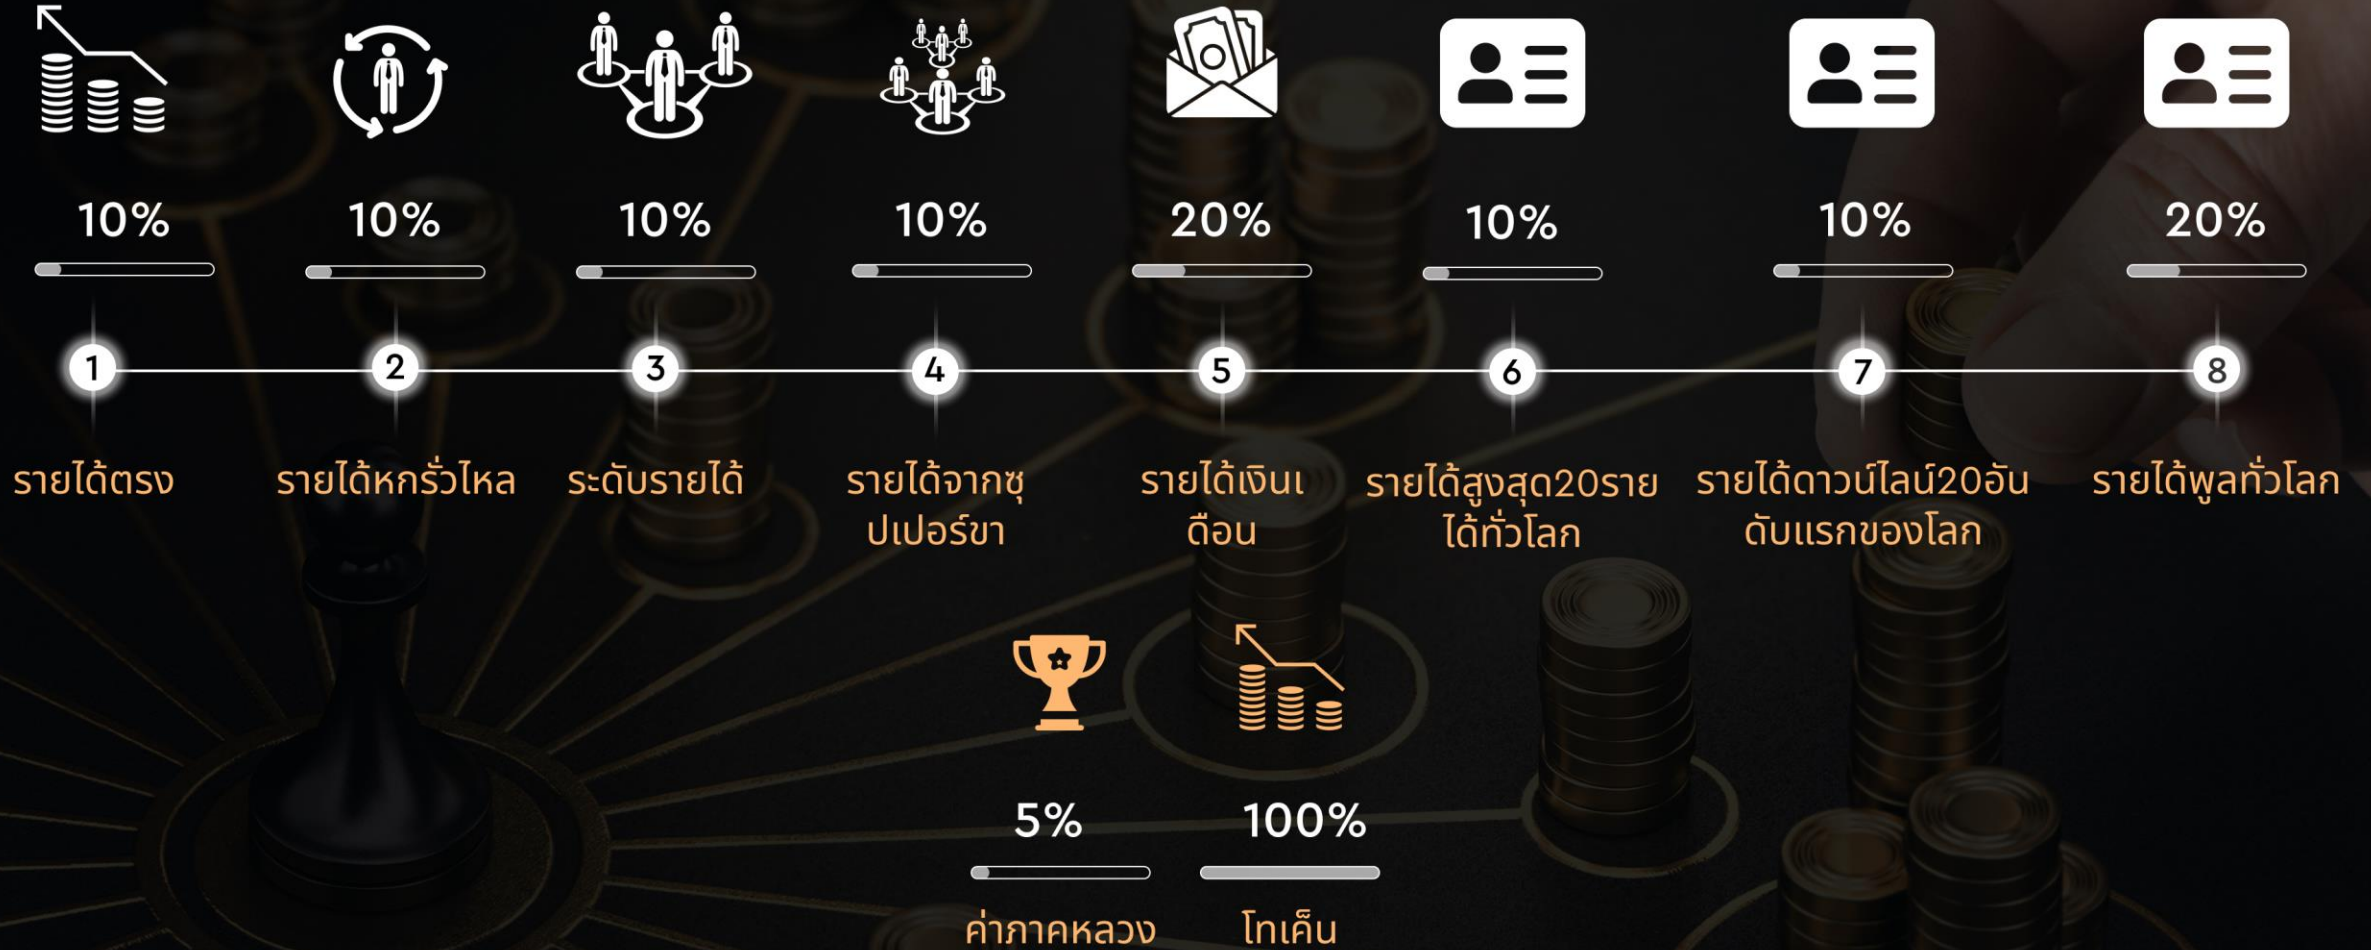 10%
10%
10%
10%
20%
10%
10%
20%
1
2
3
4
5
6
7
8
รายได้ตรง
รายได้หกรั่วไหล
ระดับรายได้
รายได้จากซุ
ปเปอร์ขา
รายได้เงินเ
ดือน
รายได้สูงสุด20ราย
ได้ทั่วโลก
รายได้ดาวน์ไลน์20อัน
ดับแรกของโลก
รายได้พูลทั่วโลก
5%
100%
ค่าภาคหลวง
โทเค็น